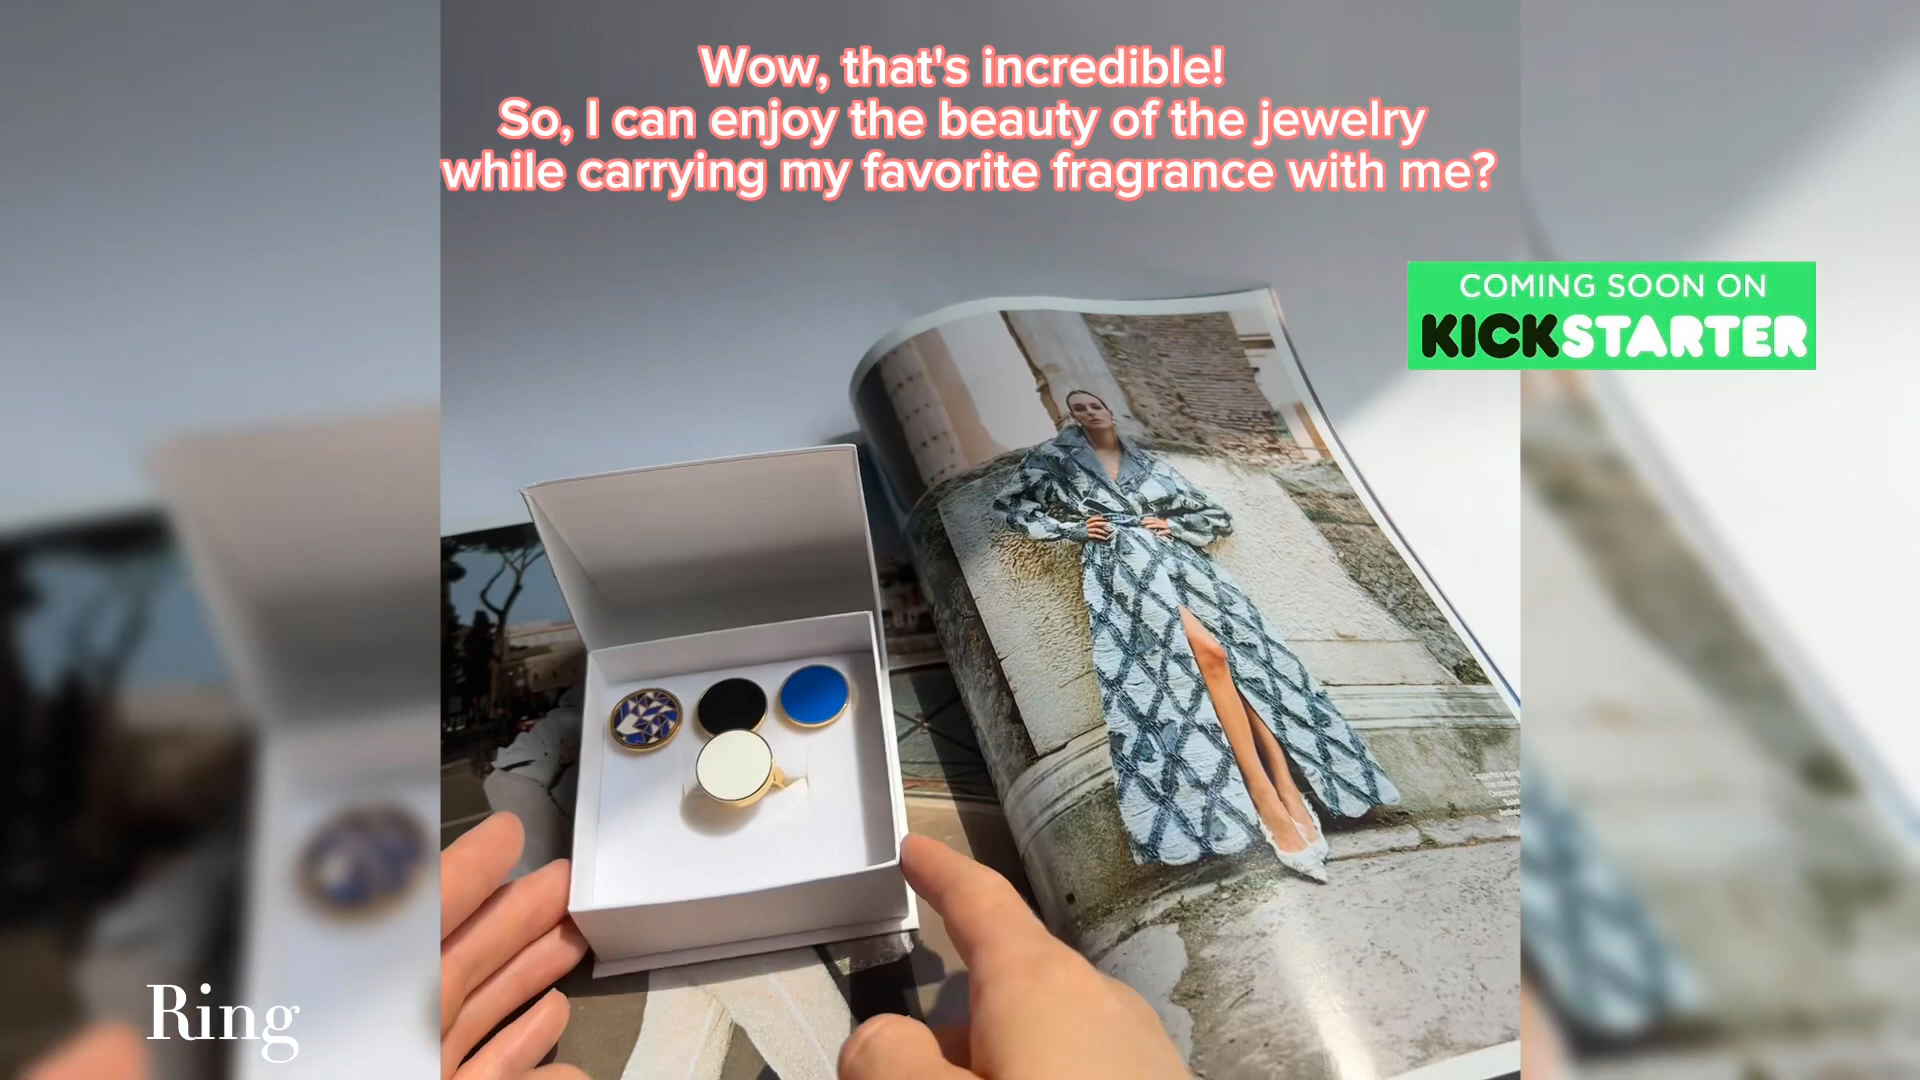 Wow, that's incredible!
So, I can enjoy the beauty of the jewelry
while carrying my favorite fragrance with me?
COMING SOON ON
KICKSTARTER
Ring